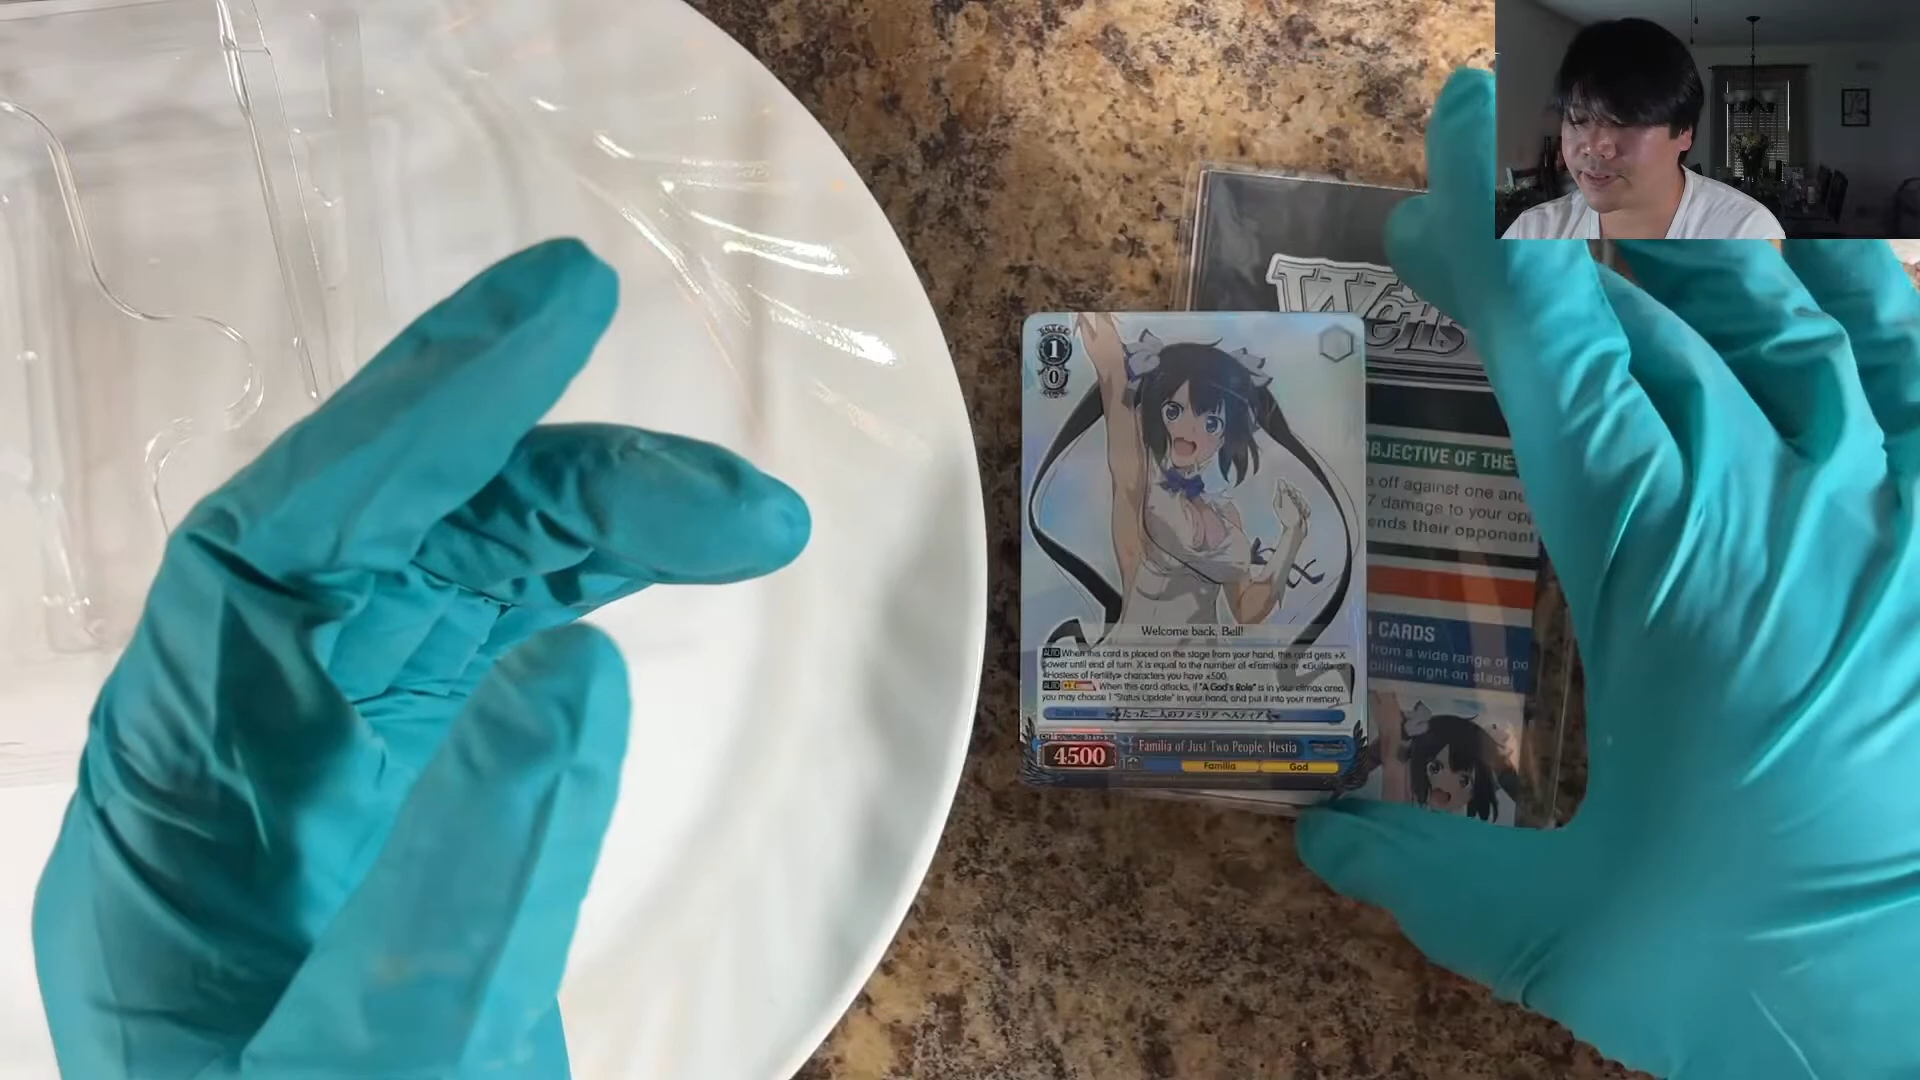 Weiß
1
0
OBJECTIVE OF THE
off against one an
7 damage to your opp
ends their opponent
CARDS
from a wide range of po
abilities right on stage!
Welcome back, Bell!
AUTO When this card is placed on the stage from your hand, this card gets +X
power until end of turn. X is equal to the number of «Familia» or «Guild» or
«Hostess of Fertility» characters you have ×500.
AUTO When this card attacks, if "A God's Role" is in your climax area,
you may choose 1 "Status Update" in your hand, and put it into your memory.
たった二人のファミリア ヘスティア
4500
Familia of Just Two People, Hestia
Familia
God